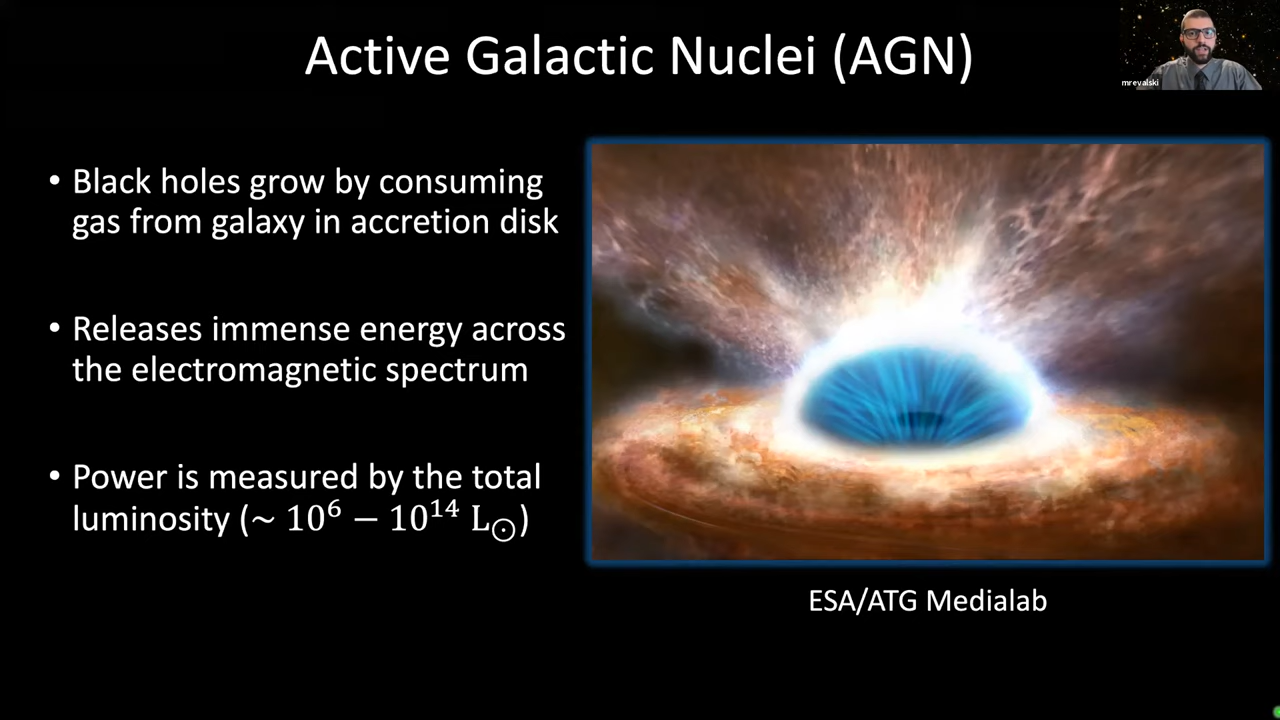 Active Galactic Nuclei (AGN)
mrevalski
• Black holes grow by consuming
gas from galaxy in accretion disk
• Releases immense energy across
the electromagnetic spectrum
• Power is measured by the total
luminosity (~ 10⁶ − 10¹⁴ L☉)
ESA/ATG Medialab